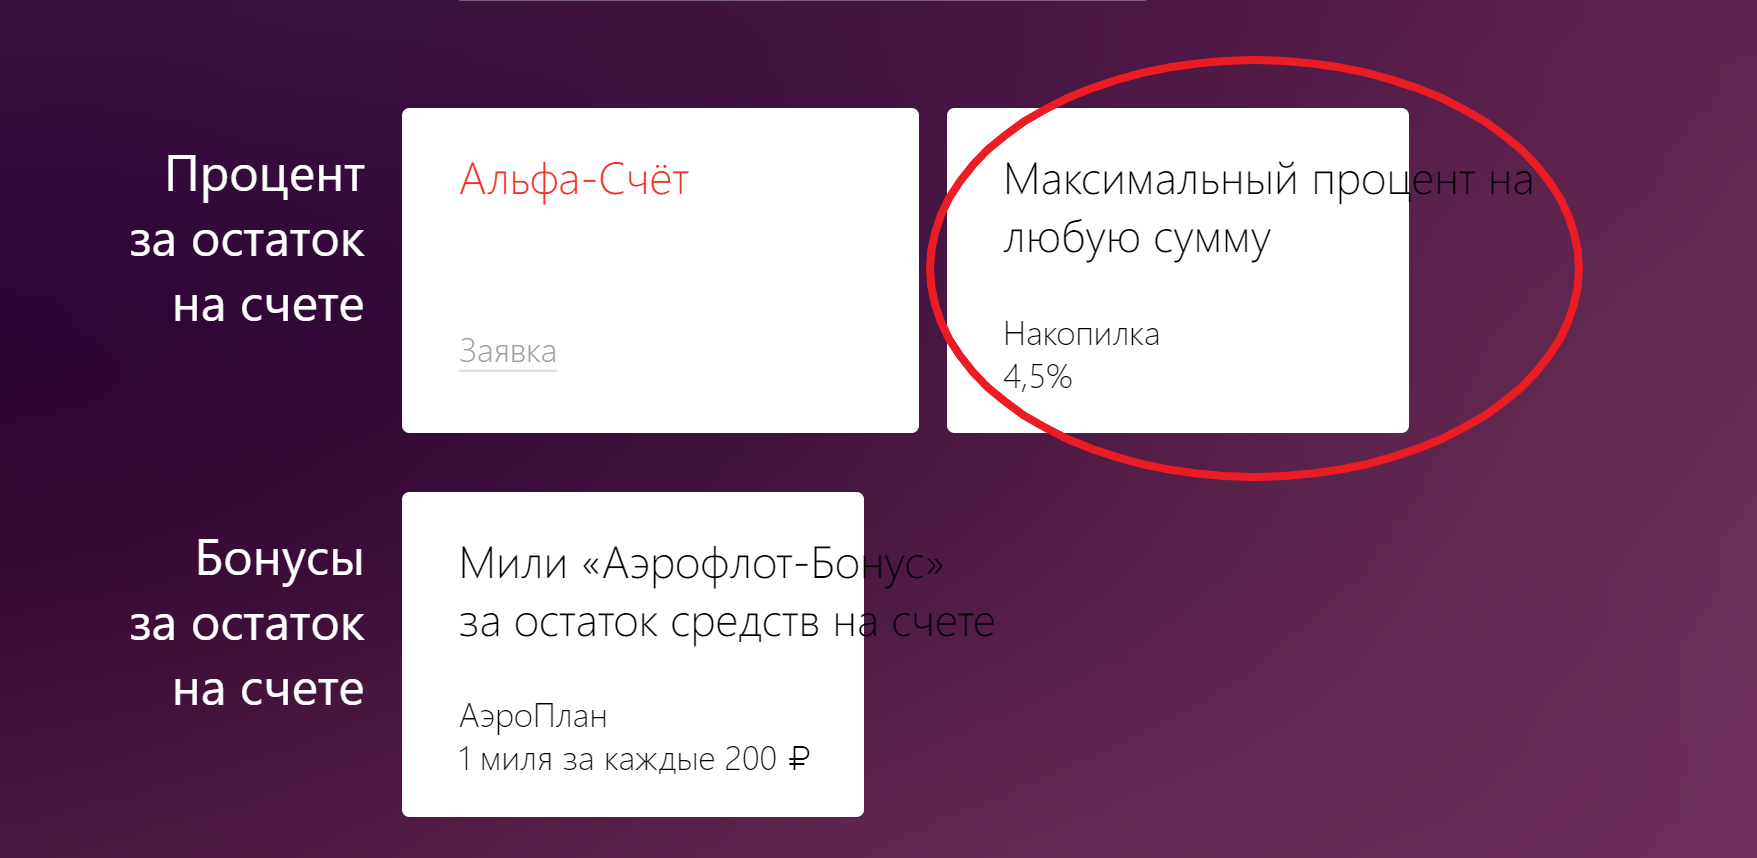 Процент
за остаток
на счете
Альфа-Счёт
Заявка
Максимальный процент на
любую сумму
Накопилка
4,5%
Бонусы
за остаток
на счете
Мили «Аэрофлот-Бонус»
за остаток средств на счете
АэроПлан
1 миля за каждые 200 ₽